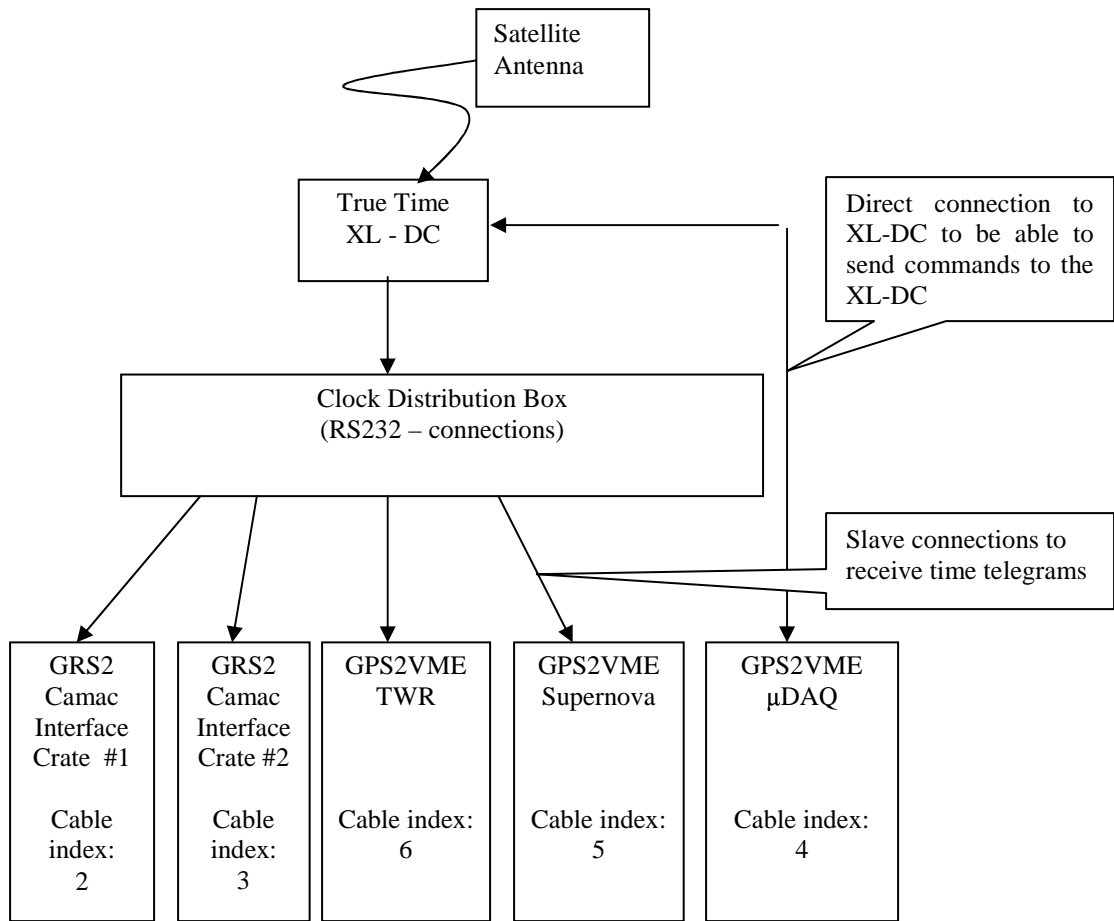 Satellite
Antenna
True Time
XL - DC
Direct connection to
XL-DC to be able to
send commands to the
XL-DC
Clock Distribution Box
(RS232 – connections)
Slave connections to
receive time telegrams
GRS2
Camac
Interface
Crate #1
Cable
index:
2
GRS2
Camac
Interface
Crate #2
Cable
index:
3
GPS2VME
TWR
Cable index:
6
GPS2VME
Supernova
Cable index:
5
GPS2VME
µDAQ
Cable index:
4